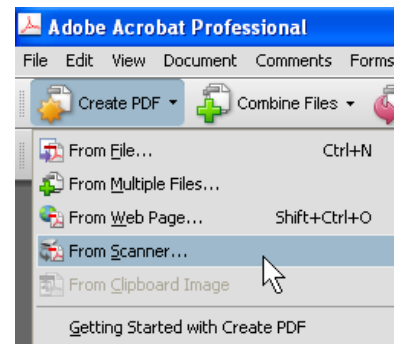 Adobe Acrobat Professional
File Edit View Document Comments Forms
Create PDF Combine Files
From File... Ctrl+N
From Multiple Files...
From Web Page... Shift+Ctrl+O
From Scanner...
From Clipboard Image
Getting Started with Create PDF